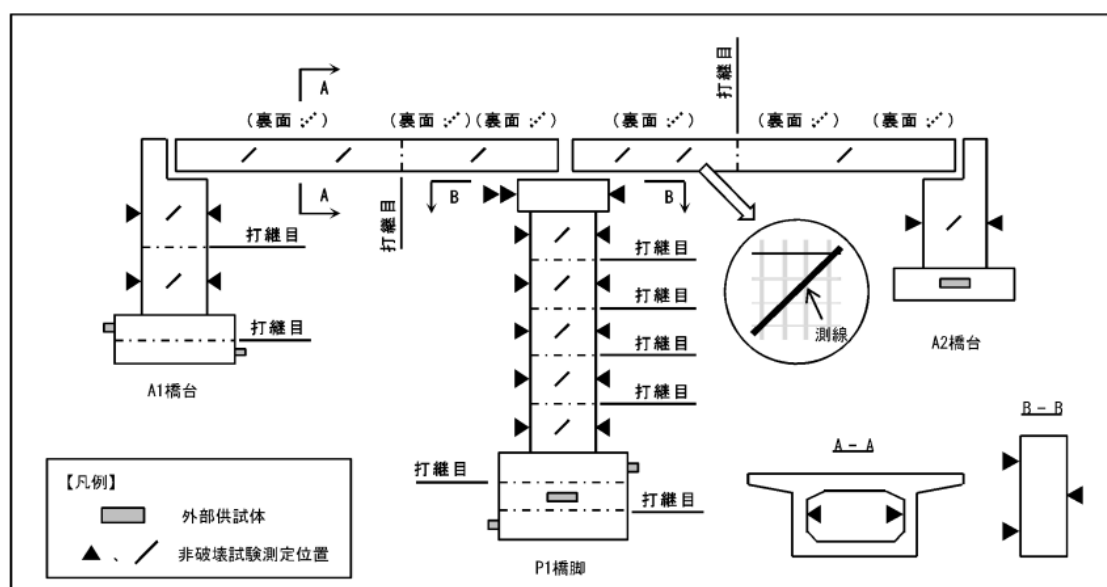 打継目
A
(裏面 )
(裏面 )(裏面 )
(裏面 )
(裏面 )
(裏面 )
A
打継目
B
B
打継目
打継目
打継目
打継目
打継目
打継目
A1橋台
測線
A2橋台
打継目
打継目
P1橋脚
A-A
B-B
【凡例】
外部供試体
▲、/ 非破壊試験測定位置